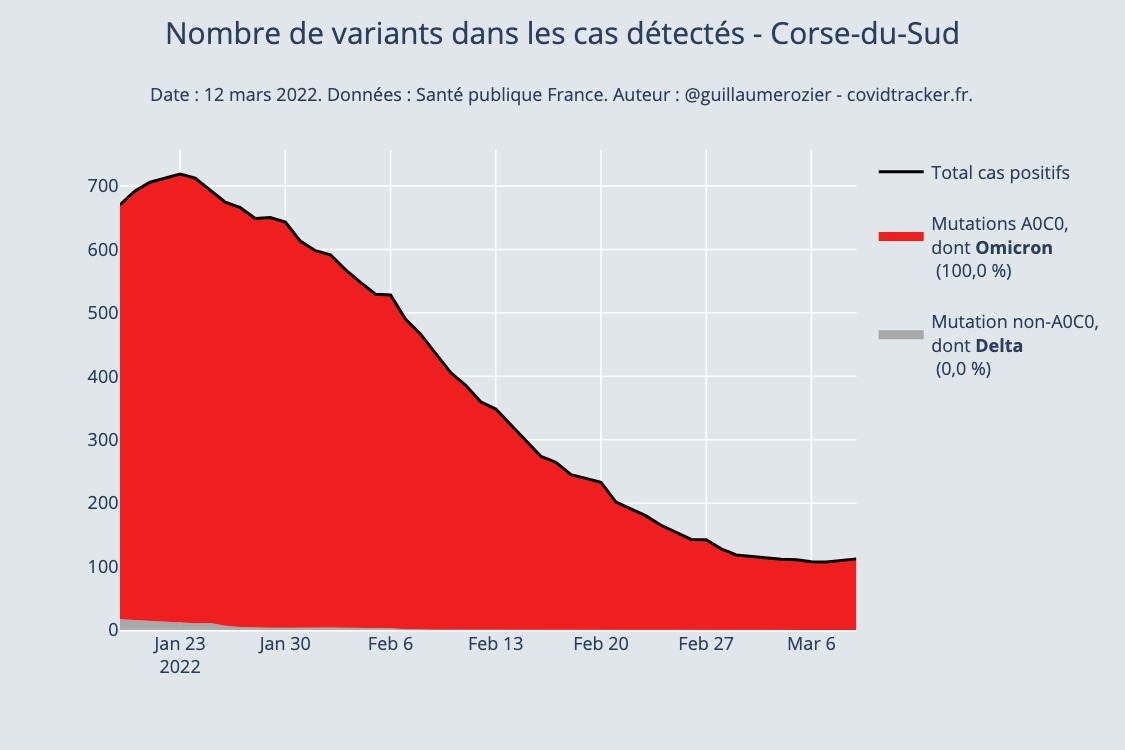 Nombre de variants dans les cas détectés - Corse-du-Sud
Date : 12 mars 2022. Données : Santé publique France. Auteur : @guillaumerozier - covidtracker.fr.
700
600
500
400
300
200
100
0
Jan 23
2022
Jan 30
Feb 6
Feb 13
Feb 20
Feb 27
Mar 6
Total cas positifs
Mutations A0C0,
dont Omicron
(100,0 %)
Mutation non-A0C0,
dont Delta
(0,0 %)